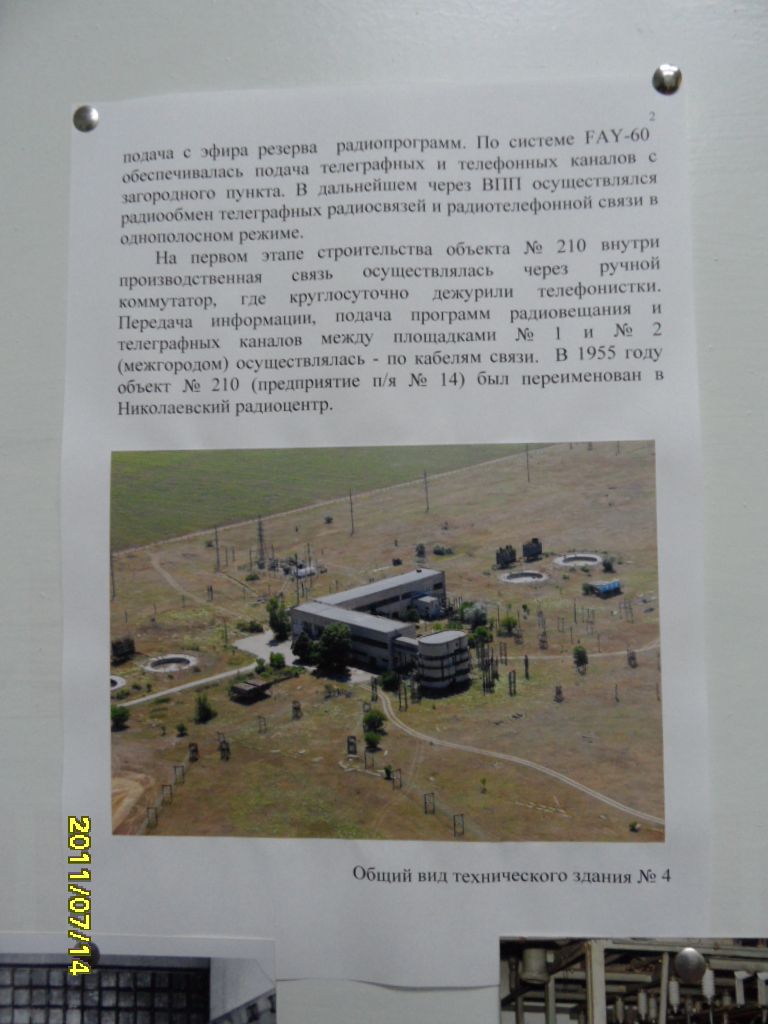 2
подача с эфира резерва радиопрограмм. По системе FAY-60
обеспечивалась подача телеграфных и телефонных каналов с
загородного пункта. В дальнейшем через ВПП осуществлялся
радиообмен телеграфных радиосвязей и радиотелефонной связи в
однополосном режиме.
На первом этапе строительства объекта № 210 внутри
производственная связь осуществлялась через ручной
коммутатор, где круглосуточно дежурили телефонистки.
Передача информации, подача программ радиовещания и
телеграфных каналов между площадками № 1 и № 2
(межгородом) осуществлялась - по кабелям связи. В 1955 году
объект № 210 (предприятие п/я № 14) был переименован в
Николаевский радиоцентр.
Общий вид технического здания № 4
2011/07/14